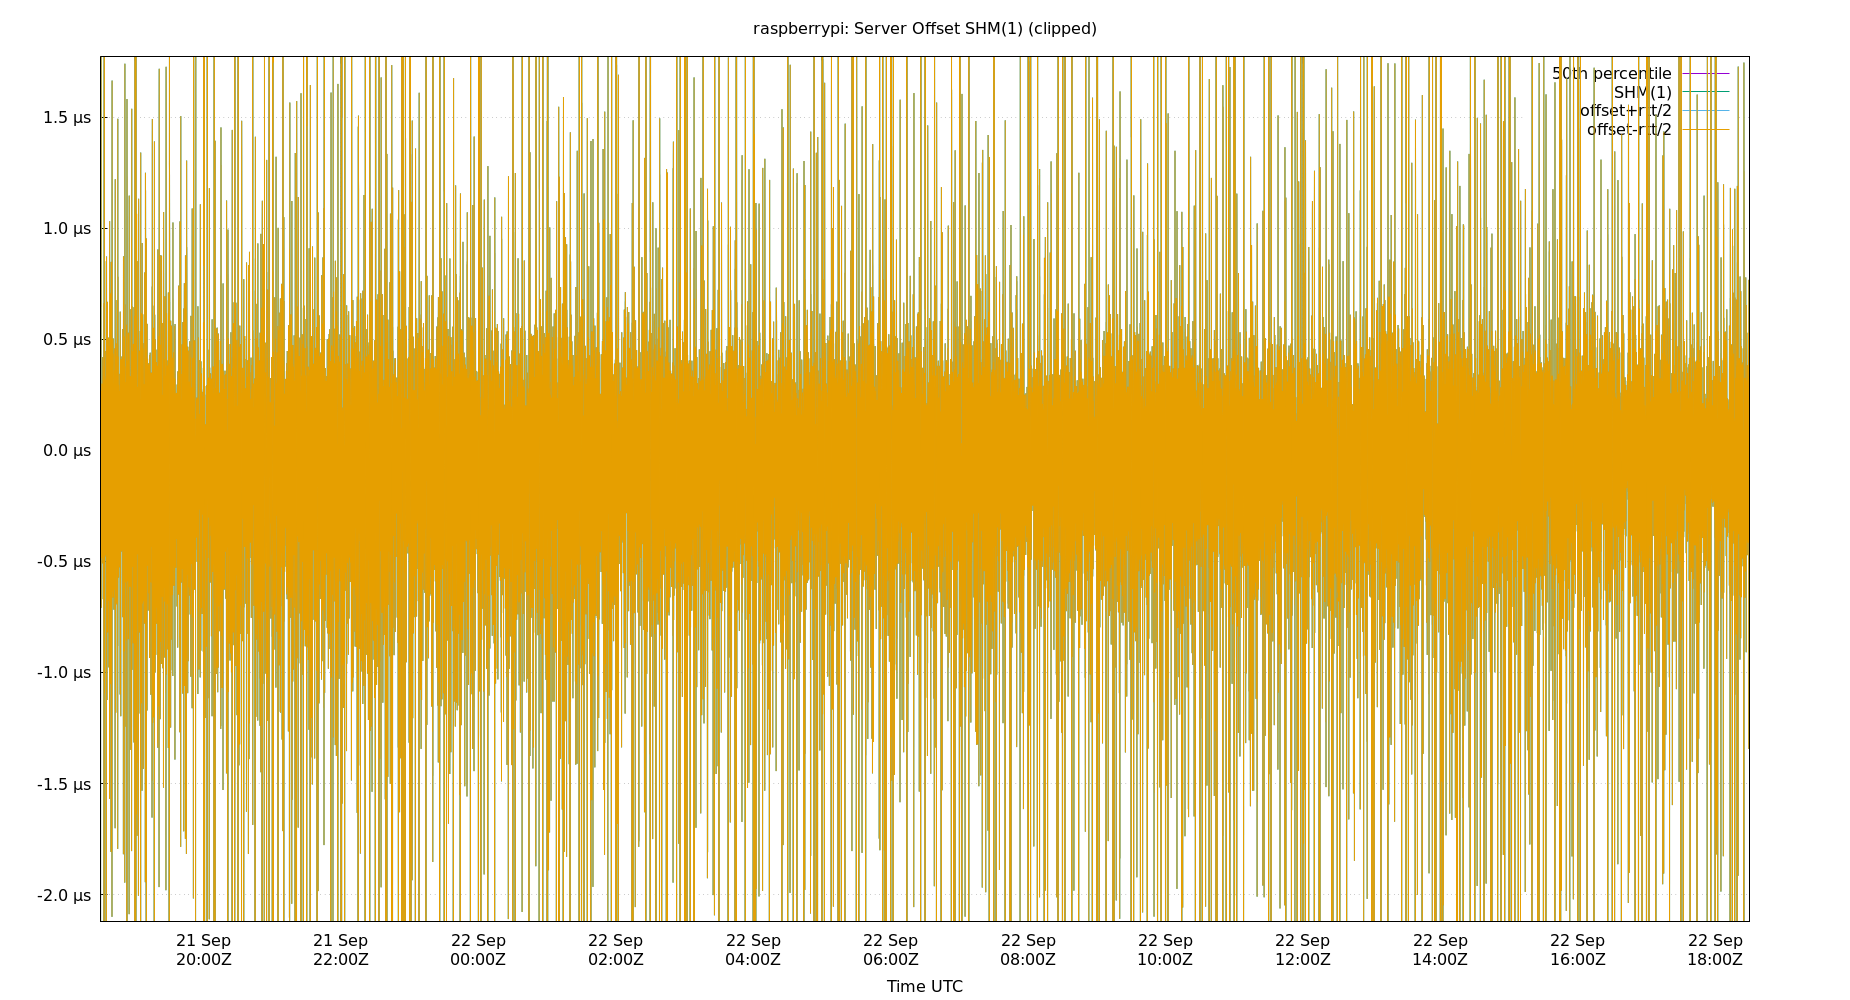 raspberrypi: Server Offset SHM(1) (clipped)
50th percentile
SHM(1)
offset+rtt/2
offset-rtt/2
1.5 µs
1.0 µs
0.5 µs
0.0 µs
-0.5 µs
-1.0 µs
-1.5 µs
-2.0 µs
21 Sep 21 Sep 22 Sep 22 Sep 22 Sep 22 Sep 22 Sep 22 Sep 22 Sep 22 Sep 22 Sep 22 Sep
20:00Z 22:00Z 00:00Z 02:00Z 04:00Z 06:00Z 08:00Z 10:00Z 12:00Z 14:00Z 16:00Z 18:00Z
Time UTC